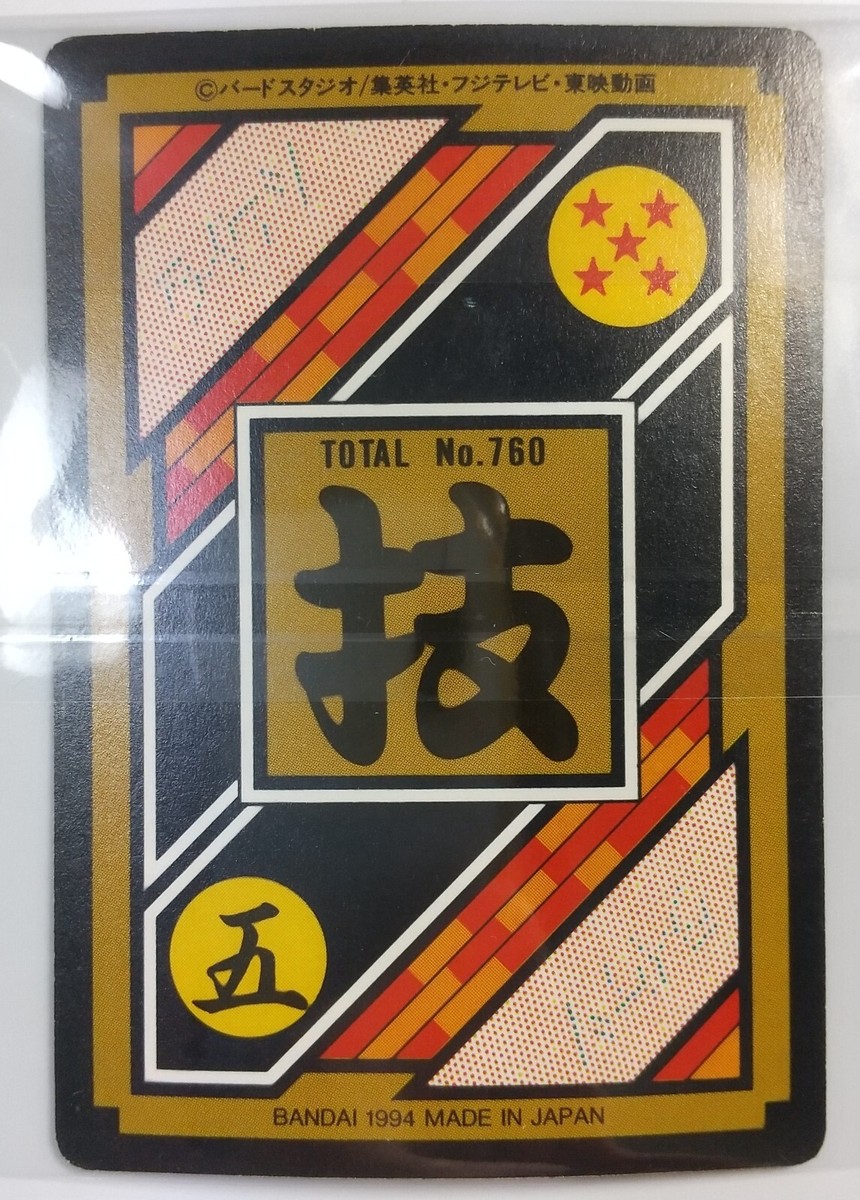 ©バードスタジオ/集英社・フジテレビ・東映動画
TOTAL No.760
技
五
BANDAI 1994 MADE IN JAPAN